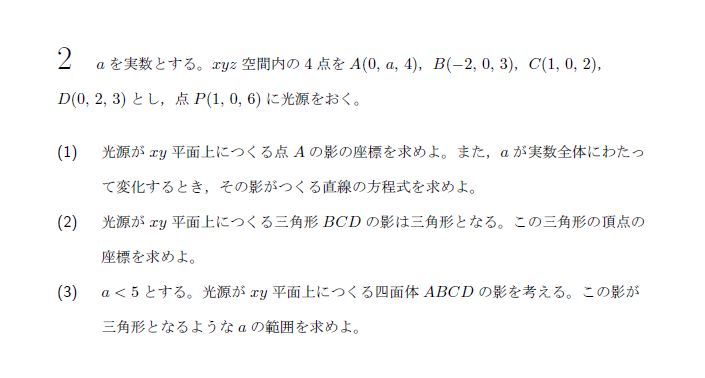 2 aを実数とする。xyz 空間内の 4 点を A(0, a, 4), B(−2, 0, 3), C(1, 0, 2),
D(0, 2, 3) とし，点 P(1, 0, 6) に光源をおく。
(1) 光源が xy 平面上につくる点 A の影の座標を求めよ。また，a が実数全体にわたっ
て変化するとき，その影がつくる直線の方程式を求めよ。
(2) 光源が xy 平面上につくる三角形 BCD の影は三角形となる。この三角形の頂点の
座標を求めよ。
(3) a < 5 とする。光源が xy 平面上につくる四面体 ABCD の影を考える。この影が
三角形となるような a の範囲を求めよ。